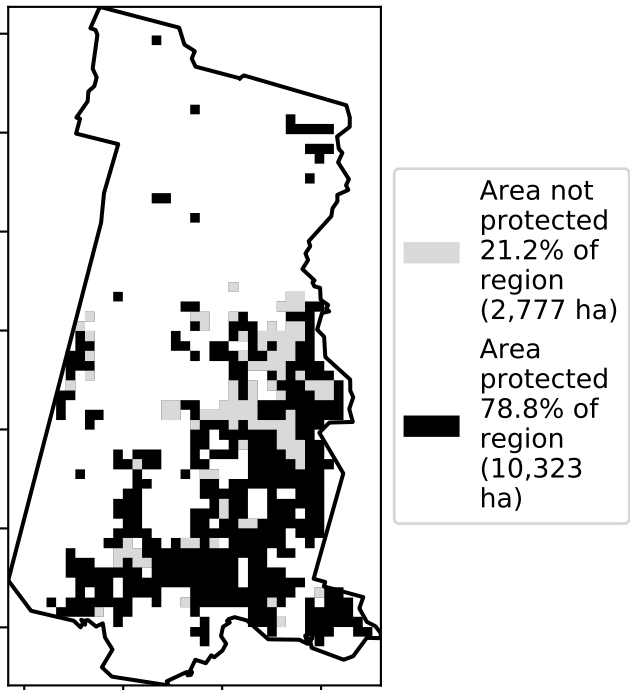 Area not
protected
21.2% of
region
(2,777 ha)
Area
protected
78.8% of
region
(10,323
ha)